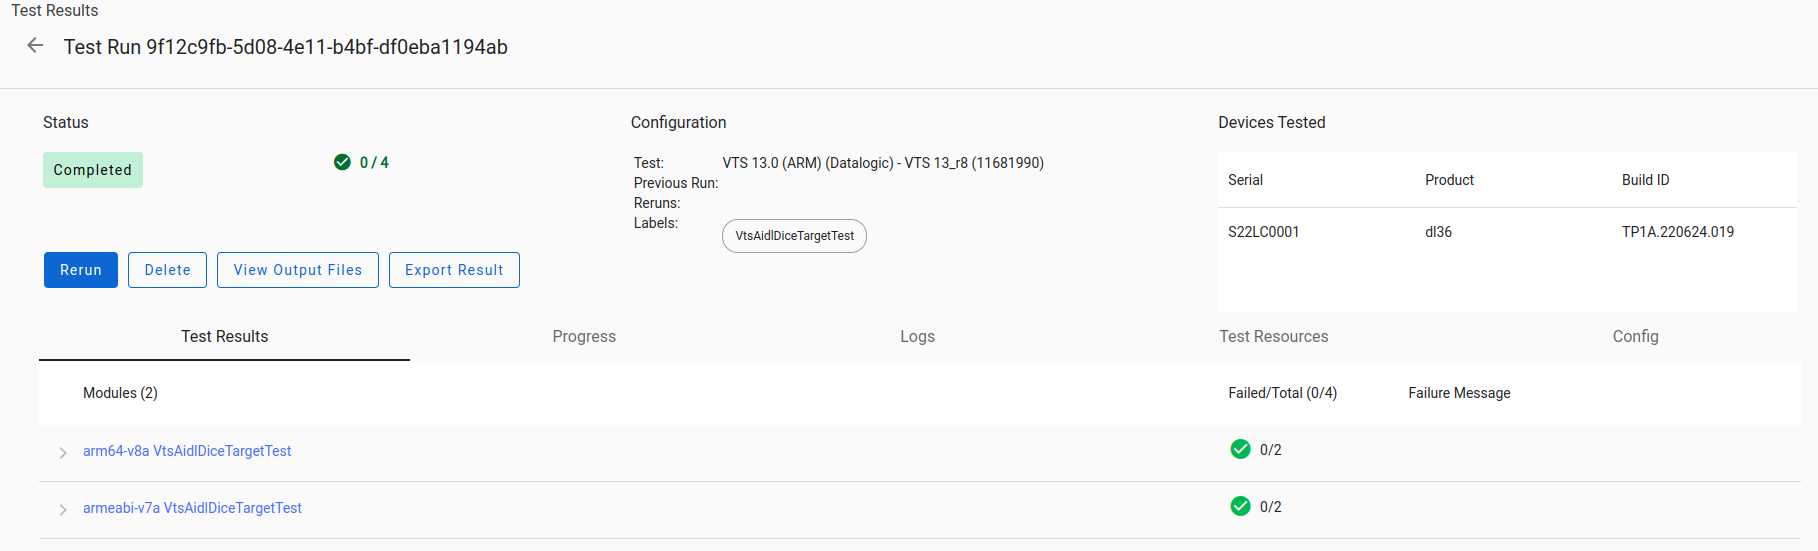 Test Results
Test Run 9f12c9fb-5d08-4e11-b4bf-df0eba1194ab
Status
Completed
0 / 4
Configuration
Test: VTS 13.0 (ARM) (Datalogic) - VTS 13_r8 (11681990)
Previous Run:
Reruns:
Labels:
VtsAidlDiceTargetTest
Devices Tested
Serial Product Build ID
S22LC0001 dl36 TP1A.220624.019
Rerun Delete View Output Files Export Result
Test Results Progress Logs Test Resources Config
Modules (2) Failed/Total (0/4) Failure Message
arm64-v8a VtsAidlDiceTargetTest 0/2
armeabi-v7a VtsAidlDiceTargetTest 0/2